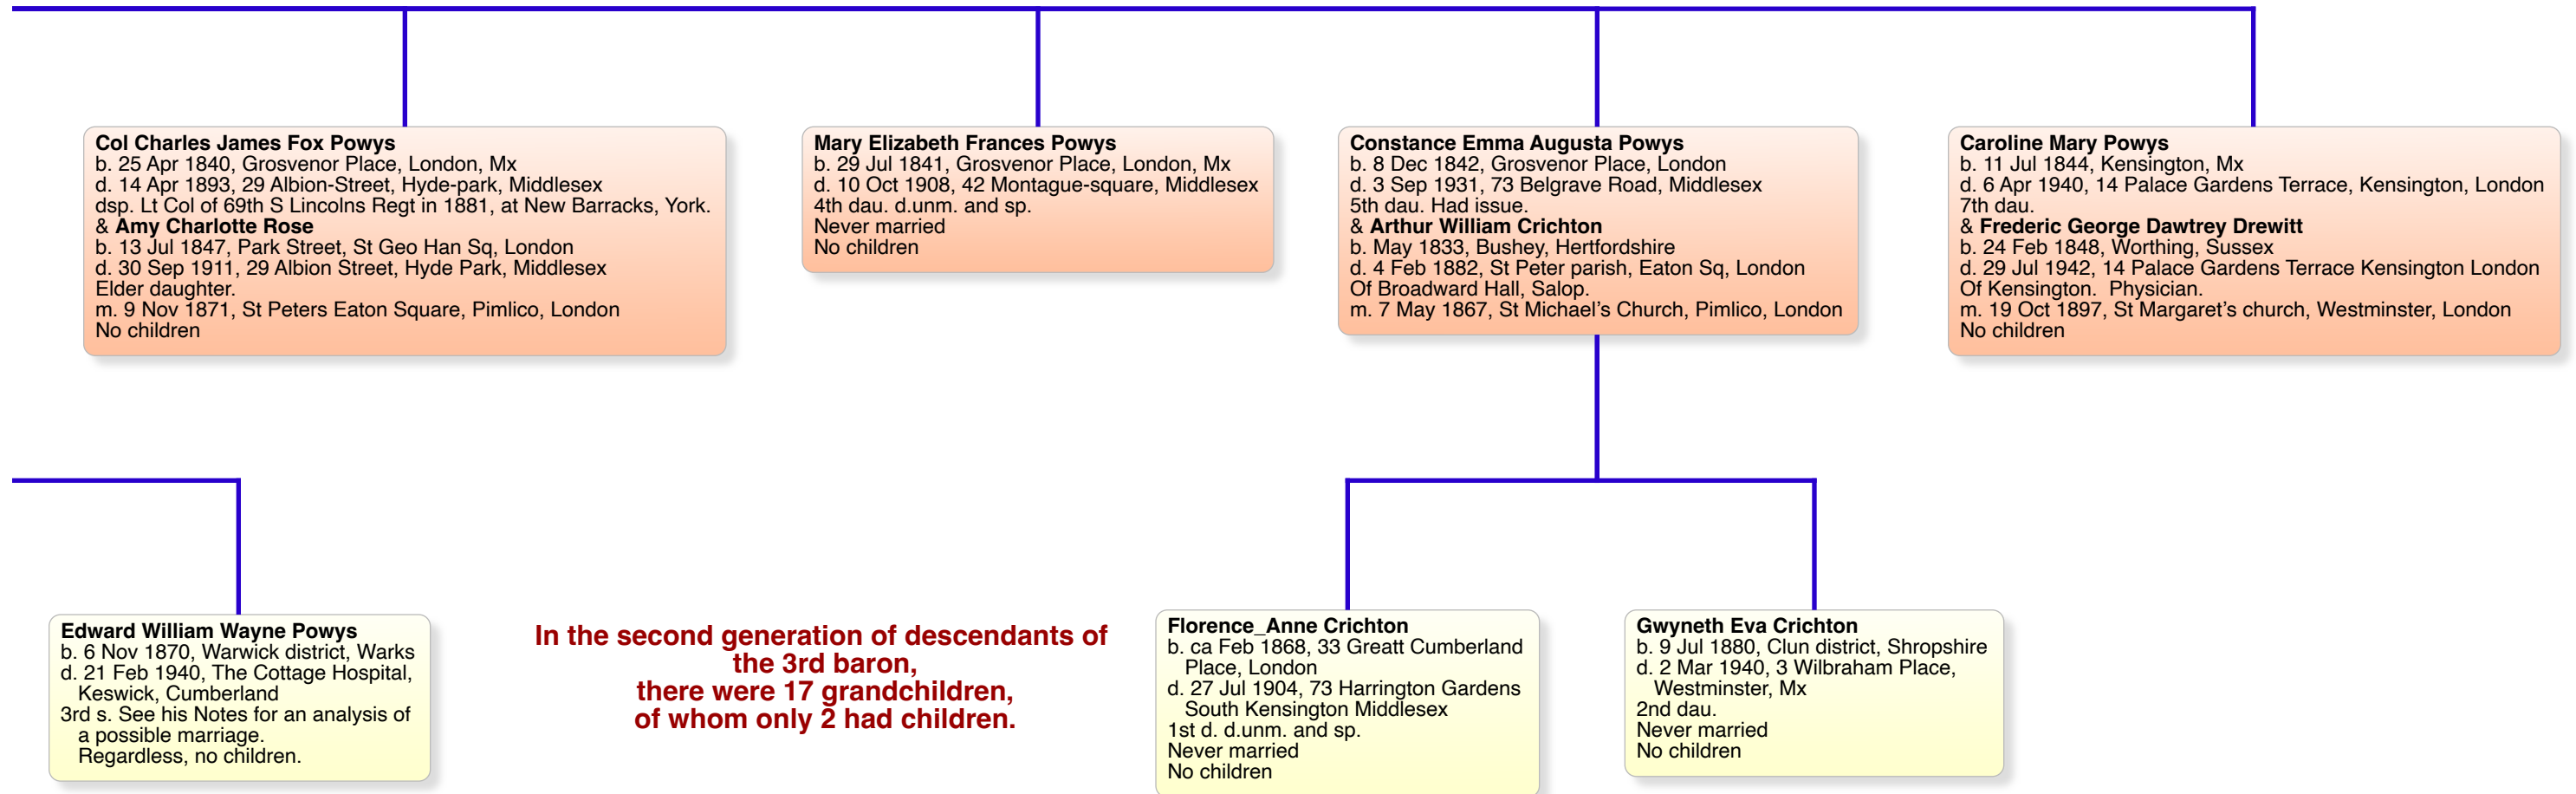 Col Charles James Fox Powys
b. 25 Apr 1840, Grosvenor Place, London, Mx
d. 14 Apr 1893, 29 Albion-Street, Hyde-park, Middlesex
dsp. Lt Col of 69th S Lincolns Regt in 1881, at New Barracks, York.
& Amy Charlotte Rose
b. 13 Jul 1847, Park Street, St Geo Han Sq, London
d. 30 Sep 1911, 29 Albion Street, Hyde Park, Middlesex
Elder daughter.
m. 9 Nov 1871, St Peters Eaton Square, Pimlico, London
No children
Mary Elizabeth Frances Powys
b. 29 Jul 1841, Grosvenor Place, London, Mx
d. 10 Oct 1908, 42 Montague-square, Middlesex
4th dau. d.unm. and sp.
Never married
No children
Constance Emma Augusta Powys
b. 8 Dec 1842, Grosvenor Place, London
d. 3 Sep 1931, 73 Belgrave Road, Middlesex
5th dau. Had issue.
& Arthur William Crichton
b. May 1833, Bushey, Hertfordshire
d. 4 Feb 1882, St Peter parish, Eaton Sq, London
Of Broadward Hall, Salop.
m. 7 May 1867, St Michael's Church, Pimlico, London
Caroline Mary Powys
b. 11 Jul 1844, Kensington, Mx
d. 6 Apr 1940, 14 Palace Gardens Terrace, Kensington, London
7th dau.
& Frederic George Dawtrey Drewitt
b. 24 Feb 1848, Worthing, Sussex
d. 29 Jul 1942, 14 Palace Gardens Terrace Kensington London
Of Kensington.  Physician.
m. 19 Oct 1897, St Margaret's church, Westminster, London
No children
Edward William Wayne Powys
b. 6 Nov 1870, Warwick district, Warks
d. 21 Feb 1940, The Cottage Hospital,
Keswick, Cumberland
3rd s. See his Notes for an analysis of
a possible marriage.
Regardless, no children.
In the second generation of descendants of
the 3rd baron,
there were 17 grandchildren,
of whom only 2 had children.
Florence_Anne Crichton
b. ca Feb 1868, 33 Greatt Cumberland
Place, London
d. 27 Jul 1904, 73 Harrington Gardens
South Kensington Middlesex
1st d. d.unm. and sp.
Never married
No children
Gwyneth Eva Crichton
b. 9 Jul 1880, Clun district, Shropshire
d. 2 Mar 1940, 3 Wilbraham Place,
Westminster, Mx
2nd dau.
Never married
No children